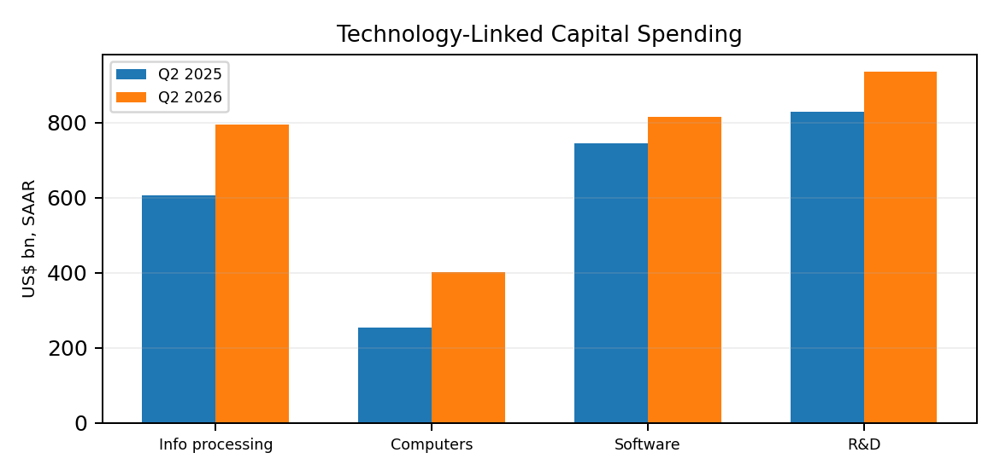 Technology-Linked Capital Spending
Q2 2025
Q2 2026
US$ bn, SAAR
800
600
400
200
0
Info processing
Computers
Software
R&D